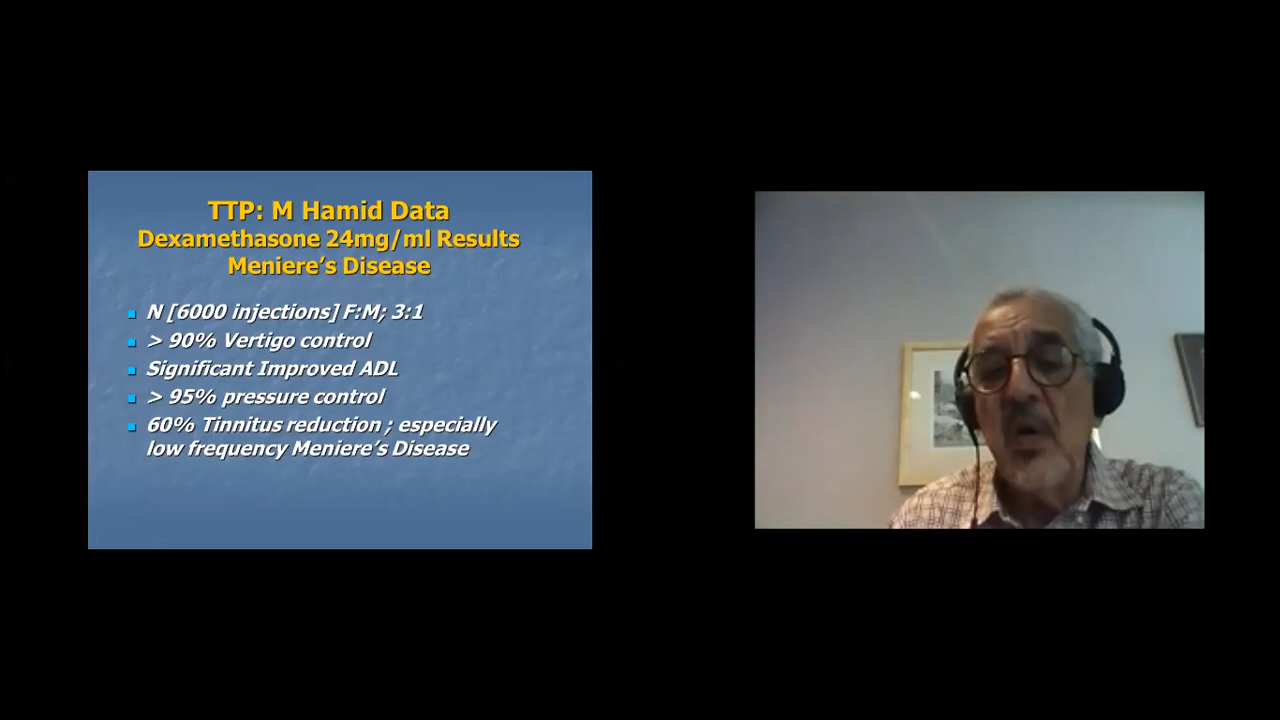 TTP: M Hamid Data
Dexamethasone 24mg/ml Results
Meniere's Disease
N [6000 injections] F:M; 3:1
> 90% Vertigo control
Significant Improved ADL
> 95% pressure control
60% Tinnitus reduction ; especially
low frequency Meniere's Disease